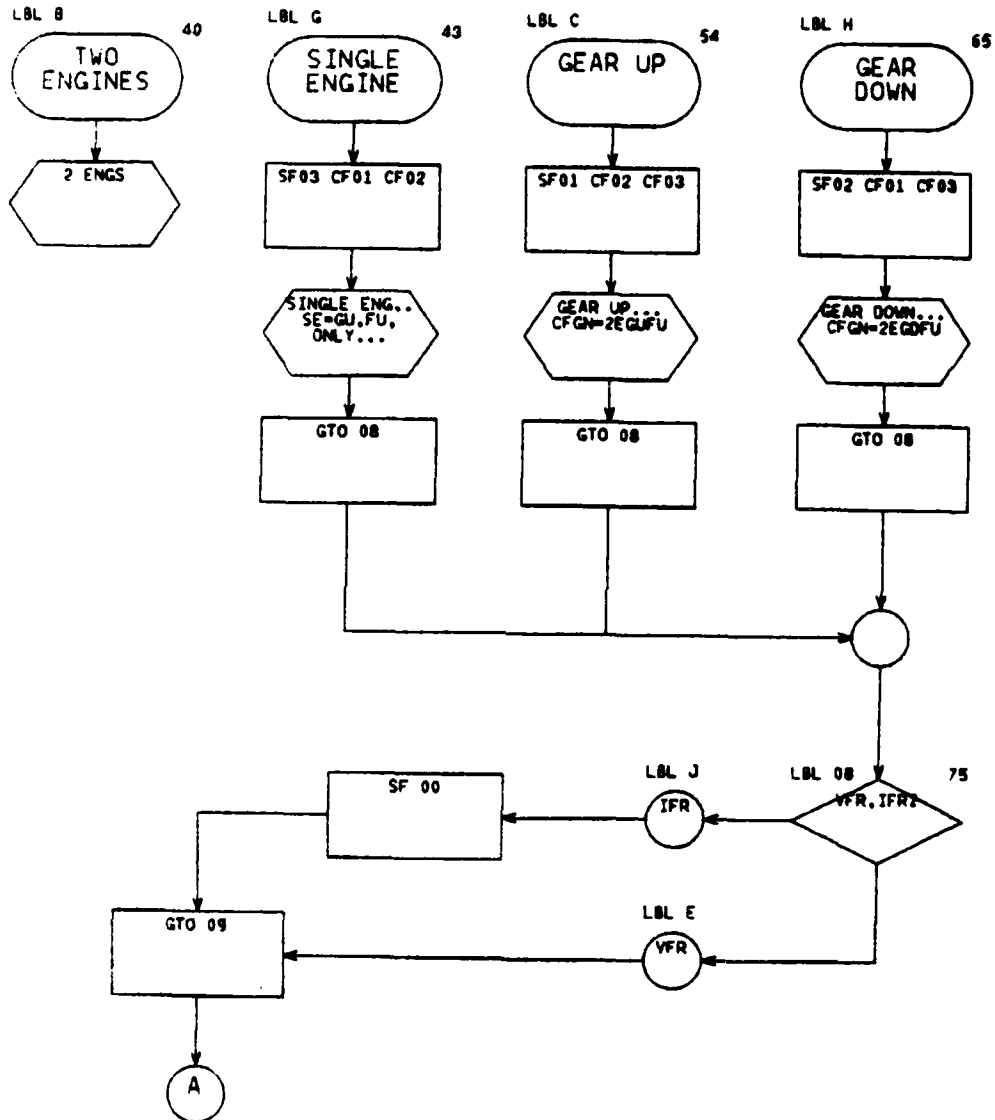 LBL B
40
TWO
ENGINES
2 ENGS
LBL G
43
SINGLE
ENGINE
SF03 CF01 CF02
SINGLE ENG..
SE=GU,FU,
ONLY...
GTO 08
LBL C
54
GEAR UP
SF01 CF02 CF03
GEAR UP...
CFGN=2EGUFU
GTO 08
LBL H
65
GEAR
DOWN
SF02 CF01 CF03
GEAR DOWN...
CFGN=2EGDFU
GTO 08
LBL 08
75
VFR,IFR?
LBL J
IFR
SF 00
LBL E
VFR
GTO 09
A